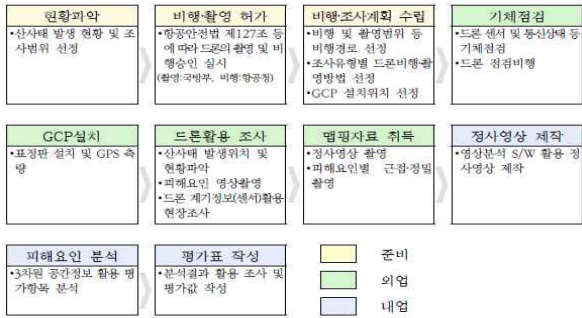 현황파악
•산사태 발생 현황 및 조
사범위 선정
비행·촬영 허가
•항공안전법 제127조 등
에 따라 드론의 촬영 및 비
행승인 실시
(촬영:국방부, 비행:항공청)
비행·조사계획 수립
•비행 및 촬영범위 등
비행경로 선정
•조사유형별 드론비행·촬
영방법 선정
•GCP 설치위치 선정
기체점검
•드론 센서 및 통신상태 등
기체점검
•드론 점검비행
GCP설치
•표정판 설치 및 GPS 측
량
드론활용 조사
•산사태 발생위치 및
현황파악
•피해요인 영상촬영
•드론 계기정보(센서)활용
현장조사
맵핑자료 취득
•정사영상 촬영
•피해요인별 근접·정밀
촬영
정사영상 제작
•영상분석 S/W 활용 정
사영상 제작
피해요인 분석
•3차원 공간정보 활용 평
가항목 분석
평가표 작성
•분석결과 활용 조사 및
평가값 작성
준비
외업
내업